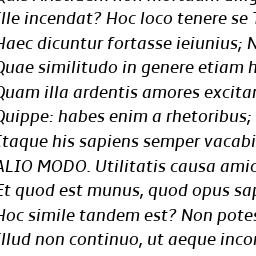 Ille incendat? Hoc loco tenere se
Haec dicuntur fortasse ieiunius;
Quae similitudo in genere etiam
Quam illa ardentis amores excitar
Quippe: habes enim a rhetoribus;
Itaque his sapiens semper vacabi
ALIO MODO. Utilitatis causa amic
Et quod est munus, quod opus sap
Hoc simile tandem est? Non potes
Illud non continuo, ut aeque incon